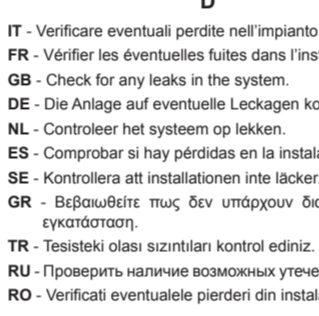 D
IT - Verificare eventuali perdite nell'impianto
FR - Vérifier les éventuelles fuites dans l'ins
GB - Check for any leaks in the system.
DE - Die Anlage auf eventuelle Leckagen ko
NL - Controleer het systeem op lekken.
ES - Comprobar si hay pérdidas en la instala
SE - Kontrollera att installationen inte läcker.
GR - Βεβαιωθείτε πως δεν υπάρχουν δια
εγκατάσταση.
TR - Tesisteki olası sızıntıları kontrol ediniz.
RU - Проверить наличие возможных утече
RO - Verificati eventualele pierderi din instal